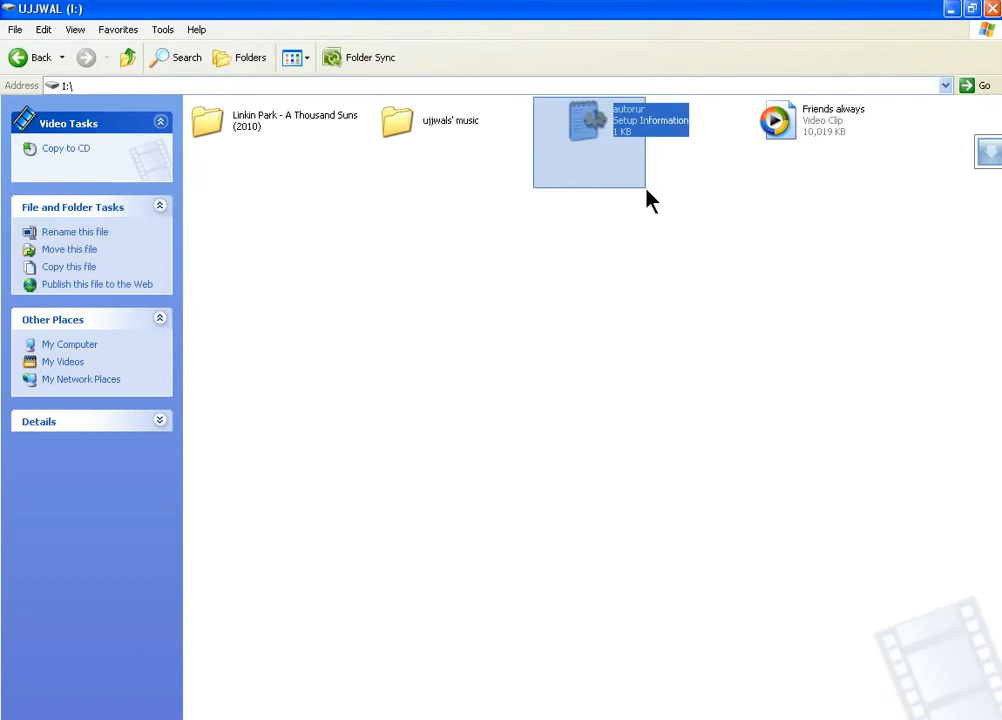 UJJWAL (I:)
File Edit View Favorites Tools Help
Back Search Folders Folder Sync
Address I:\ Go
Video Tasks
Copy to CD
File and Folder Tasks
Rename this file
Move this file
Copy this file
Publish this file to the Web
Other Places
My Computer
My Videos
My Network Places
Details
Linkin Park - A Thousand Suns
(2010)
ujjwals' music
autorun
Setup Information
1 KB
Friends always
Video Clip
10,019 KB